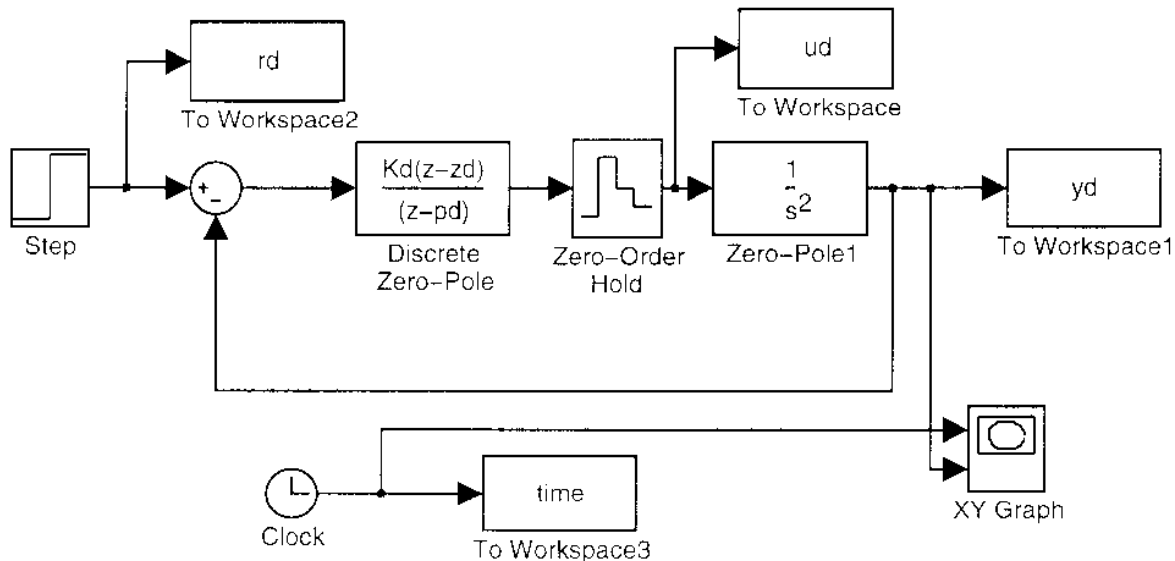 rd
To Workspace2
ud
To Workspace
Step
+
−
Kd(z−zd)
(z−pd)
Discrete
Zero−Pole
Zero−Order
Hold
1
s2
Zero−Pole1
yd
To Workspace1
Clock
time
To Workspace3
XY Graph